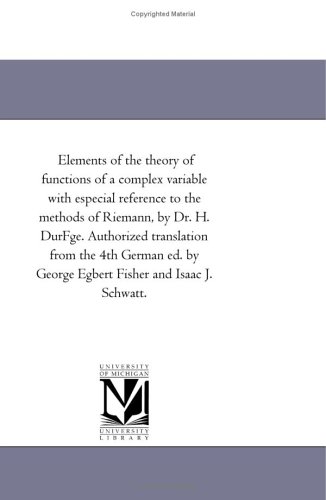 Copyrighted Material
Elements of the theory of
functions of a complex variable
with especial reference to the
methods of Riemann, by Dr. H.
DurFge. Authorized translation
from the 4th German ed. by
George Egbert Fisher and Isaac J.
Schwatt.
UNIVERSITY
OF MICHIGAN
UNIVERSITY
LIBRARY